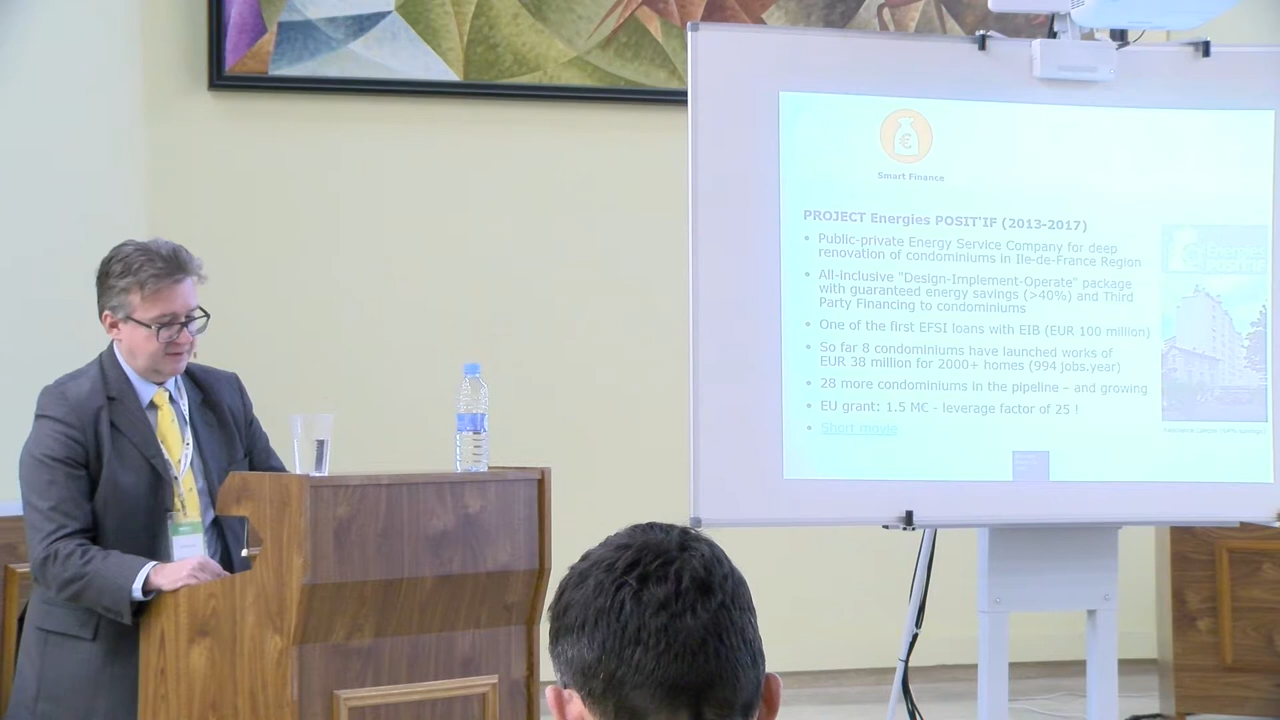 Smart Finance
PROJECT Energies POSIT'IF (2013-2017)
• Public-private Energy Service Company for deep
renovation of condominiums in Ile-de-France Region
• All-inclusive "Design-Implement-Operate" package
with guaranteed energy savings (>40%) and Third
Party Financing to condominiums
• One of the first EFSI loans with EIB (EUR 100 million)
• So far 8 condominiums have launched works of
EUR 38 million for 2000+ homes (994 jobs.year)
• 28 more condominiums in the pipeline – and growing
• EU grant: 1.5 M€ - leverage factor of 25 !
• Short movie
Energies
POSIT'IF